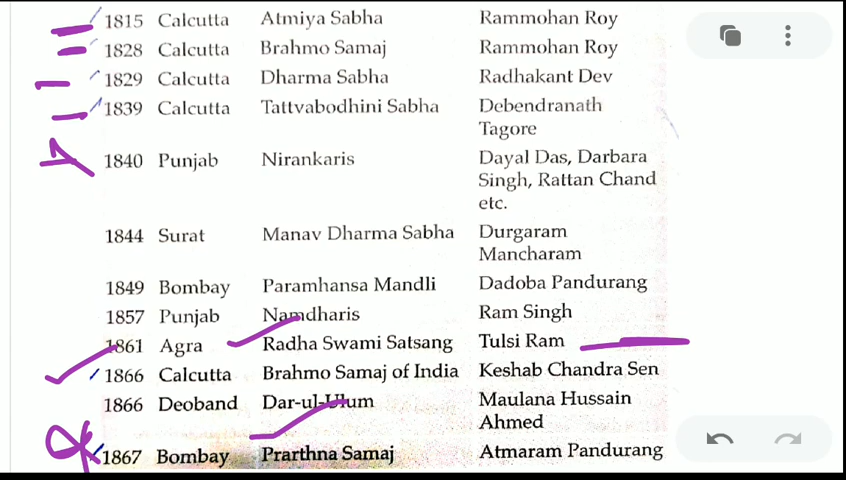 1815 Calcutta Atmiya Sabha Rammohan Roy
1828 Calcutta Brahmo Samaj Rammohan Roy
1829 Calcutta Dharma Sabha Radhakant Dev
1839 Calcutta Tattvabodhini Sabha Debendranath
Tagore
1840 Punjab Nirankaris Dayal Das, Darbara
Singh, Rattan Chand
etc.
1844 Surat Manav Dharma Sabha Durgaram
Mancharam
1849 Bombay Paramhansa Mandli Dadoba Pandurang
1857 Punjab Namdharis Ram Singh
1861 Agra Radha Swami Satsang Tulsi Ram
1866 Calcutta Brahmo Samaj of India Keshab Chandra Sen
1866 Deoband Dar-ul-Ulum Maulana Hussain
Ahmed
1867 Bombay Prarthna Samaj Atmaram Pandurang